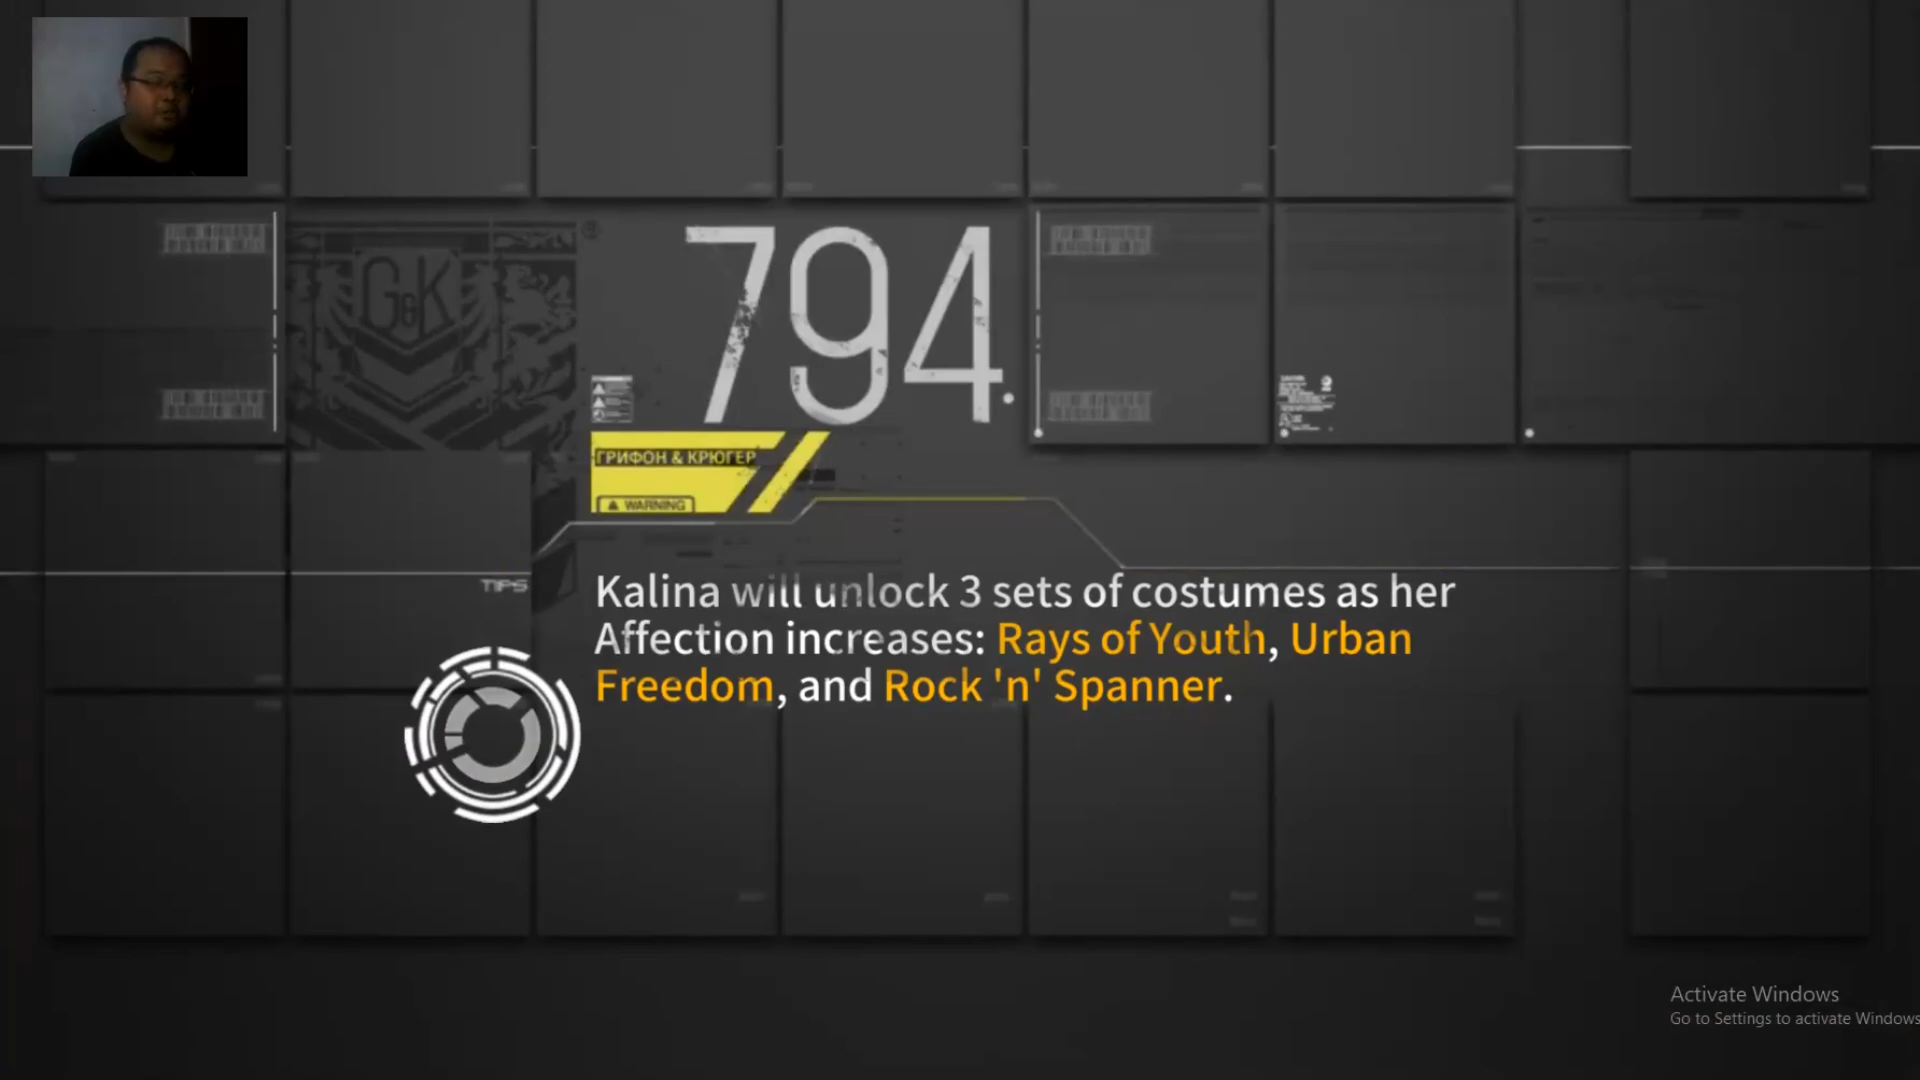 G&K
794.
ГРИФОН & КРЮГЕР
WARNING
TIPS
Kalina will unlock 3 sets of costumes as her
Affection increases: Rays of Youth, Urban
Freedom, and Rock 'n' Spanner.
Activate Windows
Go to Settings to activate Windows